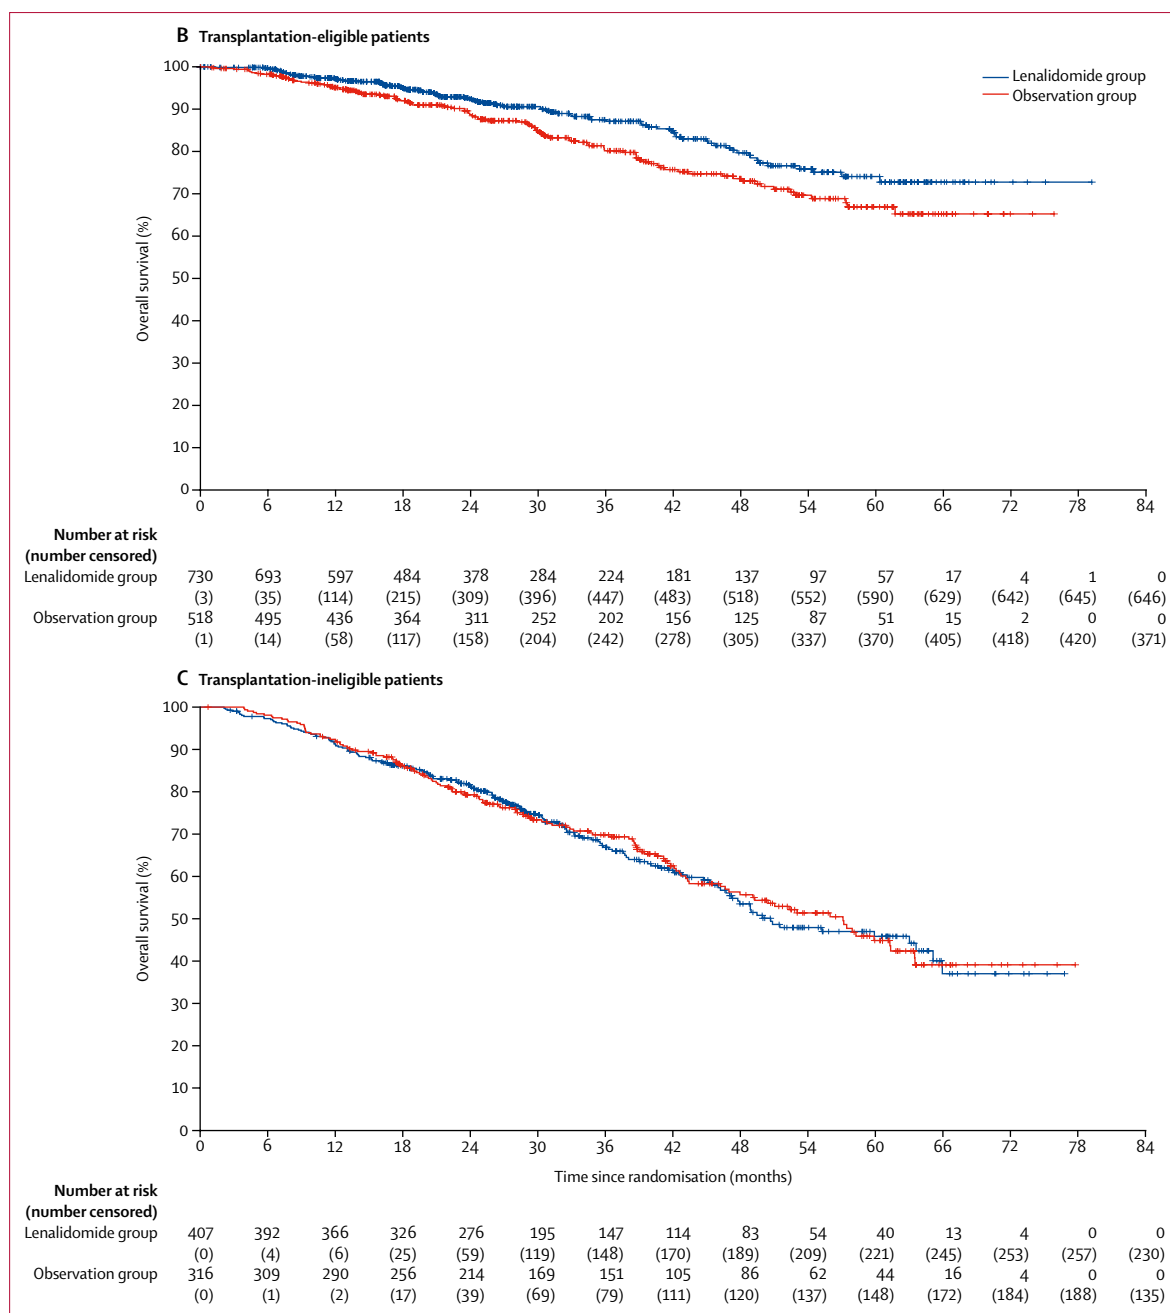 B Transplantation-eligible patients
100
90
80
70
60
50
40
30
20
10
0
Overall survival (%)
Lenalidomide group
Observation group
0 6 12 18 24 30 36 42 48 54 60 66 72 78 84
Number at risk
(number censored)
Lenalidomide group 730 693 597 484 378 284 224 181 137 97 57 17 4 1 0
(3) (35) (114) (215) (309) (396) (447) (483) (518) (552) (590) (629) (642) (645) (646)
Observation group 518 495 436 364 311 252 202 156 125 87 51 15 2 0 0
(1) (14) (58) (117) (158) (204) (242) (278) (305) (337) (370) (405) (418) (420) (371)
C Transplantation-ineligible patients
100
90
80
70
60
50
40
30
20
10
0
Overall survival (%)
0 6 12 18 24 30 36 42 48 54 60 66 72 78 84
Time since randomisation (months)
Number at risk
(number censored)
Lenalidomide group 407 392 366 326 276 195 147 114 83 54 40 13 4 0 0
(0) (4) (6) (25) (59) (119) (148) (170) (189) (209) (221) (245) (253) (257) (230)
Observation group 316 309 290 256 214 169 151 105 86 62 44 16 4 0 0
(0) (1) (2) (17) (39) (69) (79) (111) (120) (137) (148) (172) (184) (188) (135)